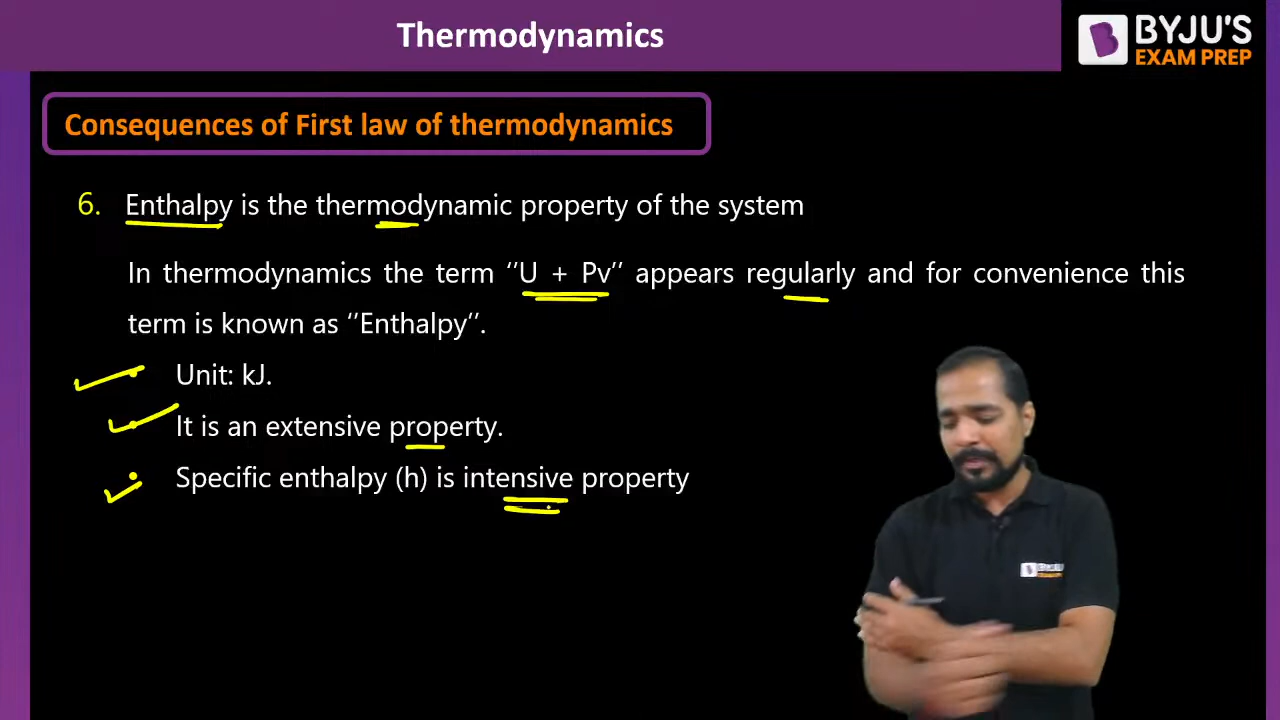 Thermodynamics
BYJU'S
EXAM PREP
Consequences of First law of thermodynamics
6. Enthalpy is the thermodynamic property of the system
In thermodynamics the term ''U + Pv'' appears regularly and for convenience this
term is known as ''Enthalpy''.
Unit: kJ.
• It is an extensive property.
• Specific enthalpy (h) is intensive property
BYJU'S